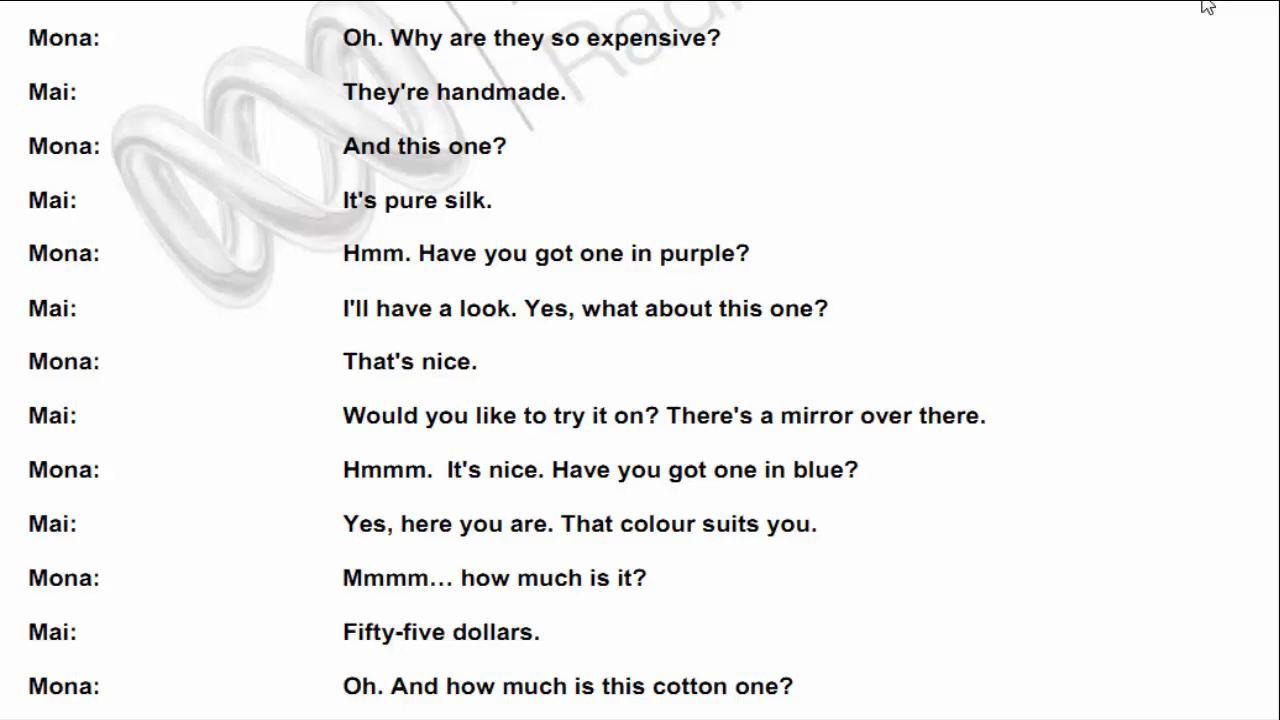 Mona: Oh. Why are they so expensive?
Mai: They're handmade.
Mona: And this one?
Mai: It's pure silk.
Mona: Hmm. Have you got one in purple?
Mai: I'll have a look. Yes, what about this one?
Mona: That's nice.
Mai: Would you like to try it on? There's a mirror over there.
Mona: Hmmm.  It's nice. Have you got one in blue?
Mai: Yes, here you are. That colour suits you.
Mona: Mmmm… how much is it?
Mai: Fifty-five dollars.
Mona: Oh. And how much is this cotton one?